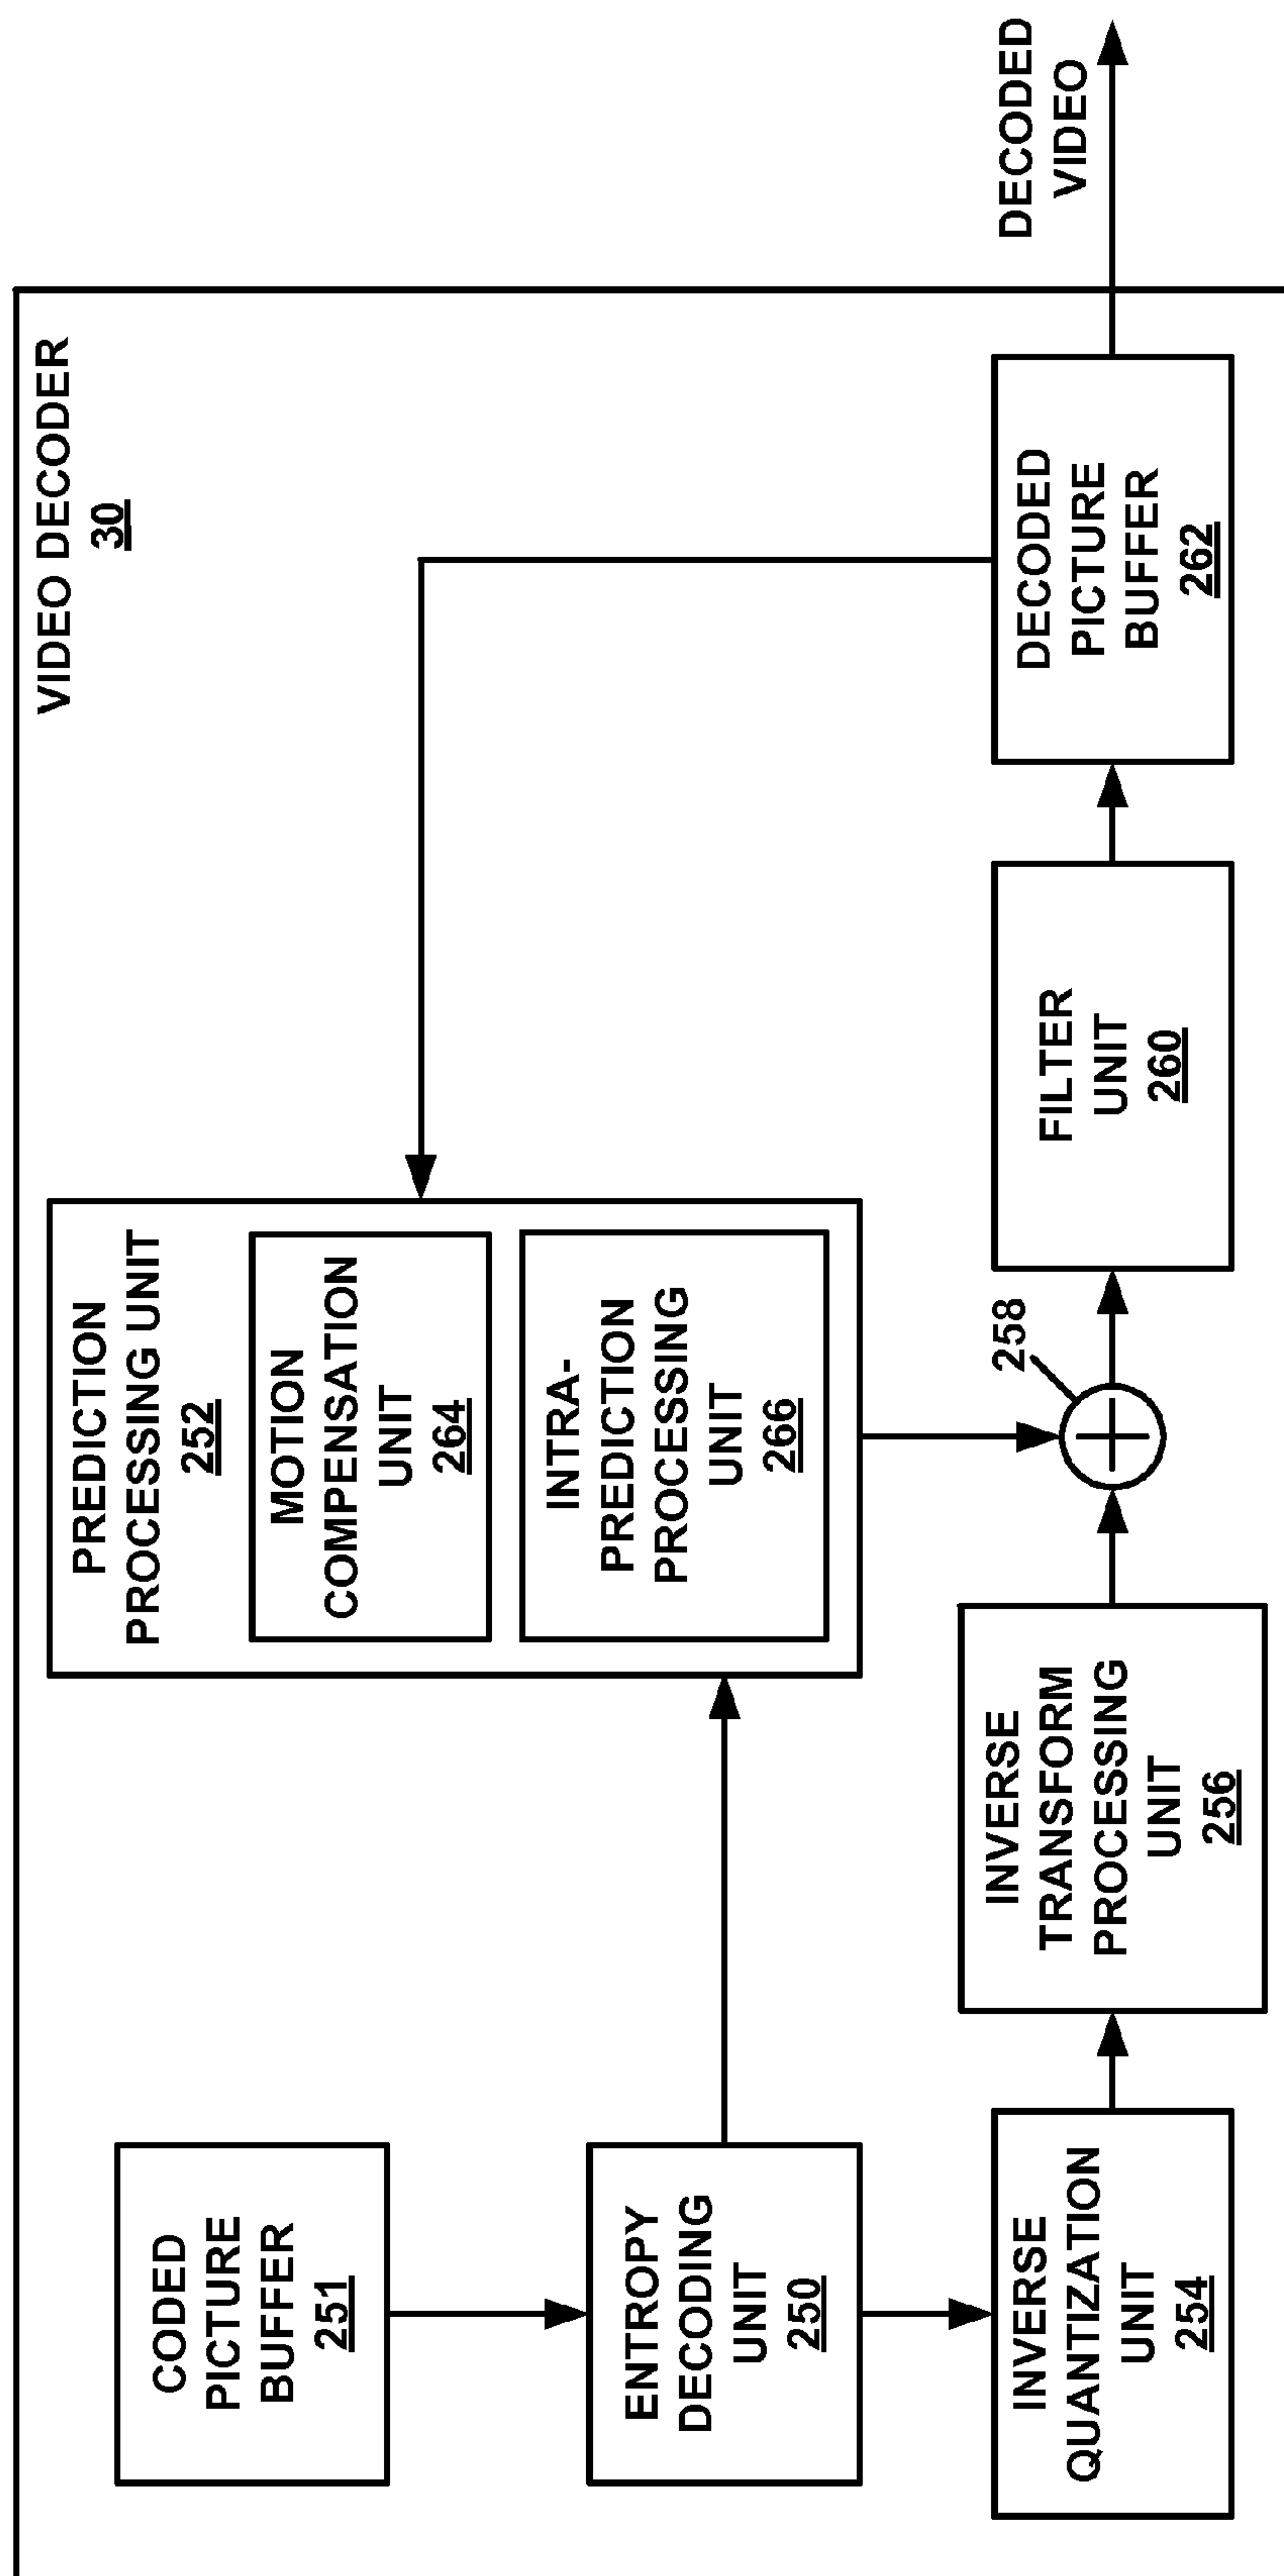 VIDEO DECODER
30
CODED
PICTURE
BUFFER
251
ENTROPY
DECODING
UNIT
250
PREDICTION
PROCESSING UNIT
252
MOTION
COMPENSATION
UNIT
264
INTRA-
PREDICTION
PROCESSING
UNIT
266
INVERSE
QUANTIZATION
UNIT
254
INVERSE
TRANSFORM
PROCESSING
UNIT
256
258
FILTER
UNIT
260
DECODED
PICTURE
BUFFER
262
DECODED
VIDEO